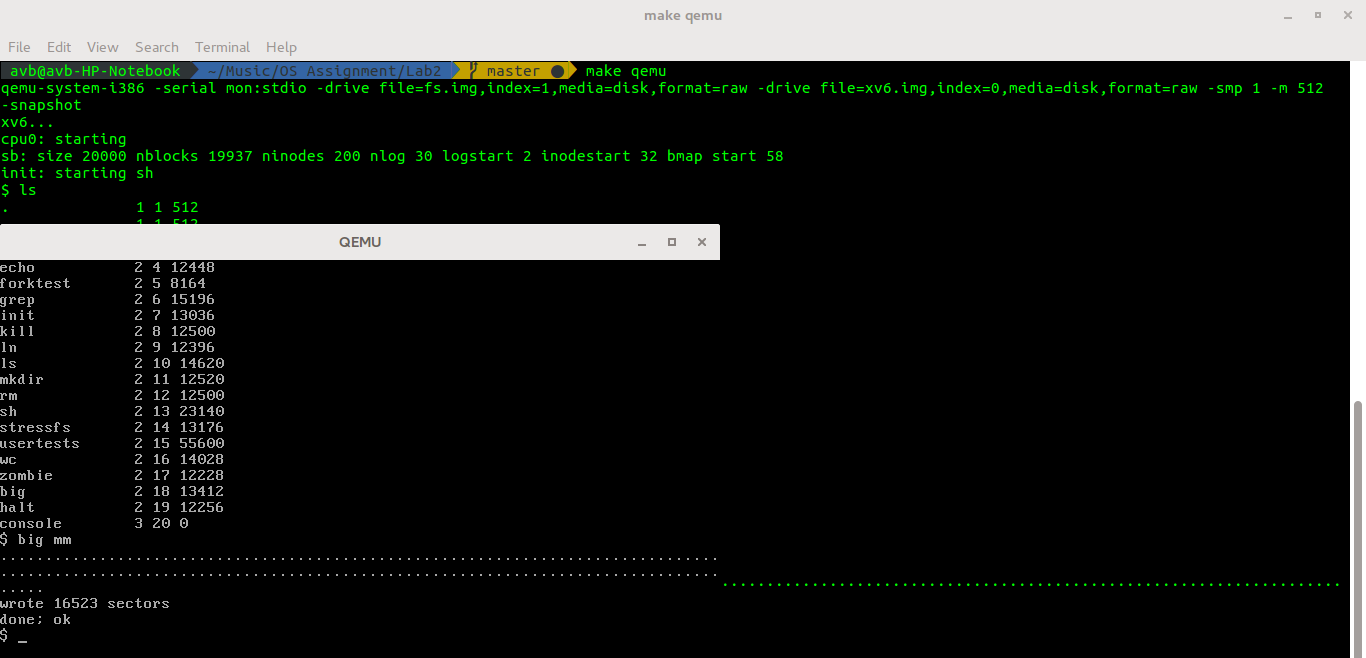 make qemu
File Edit View Search Terminal Help
avb@avb-HP-Notebook ~/Music/OS Assignment/Lab2 master ● make qemu
qemu-system-i386 -serial mon:stdio -drive file=fs.img,index=1,media=disk,format=raw -drive file=xv6.img,index=0,media=disk,format=raw -smp 1 -m 512
-snapshot
xv6...
cpu0: starting
sb: size 20000 nblocks 19937 ninodes 200 nlog 30 logstart 2 inodestart 32 bmap start 58
init: starting sh
$ ls
. 1 1 512
1 1 512
QEMU
echo 2 4 12448
forktest 2 5 8164
grep 2 6 15196
init 2 7 13036
kill 2 8 12500
ln 2 9 12396
ls 2 10 14620
mkdir 2 11 12520
rm 2 12 12500
sh 2 13 23140
stressfs 2 14 13176
usertests 2 15 55600
wc 2 16 14028
zombie 2 17 12228
big 2 18 13412
halt 2 19 12256
console 3 20 0
$ big mm
................................................................................
................................................................................
.....................................................................
.....
wrote 16523 sectors
done; ok
$ _